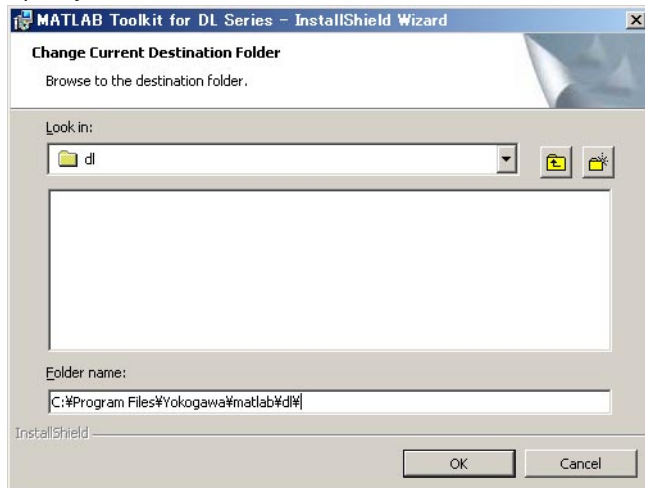 MATLAB Toolkit for DL Series - InstallShield Wizard
Change Current Destination Folder
Browse to the destination folder.
Look in:
dl
Folder name:
C:¥Program Files¥Yokogawa¥matlab¥dl¥
InstallShield
OK Cancel